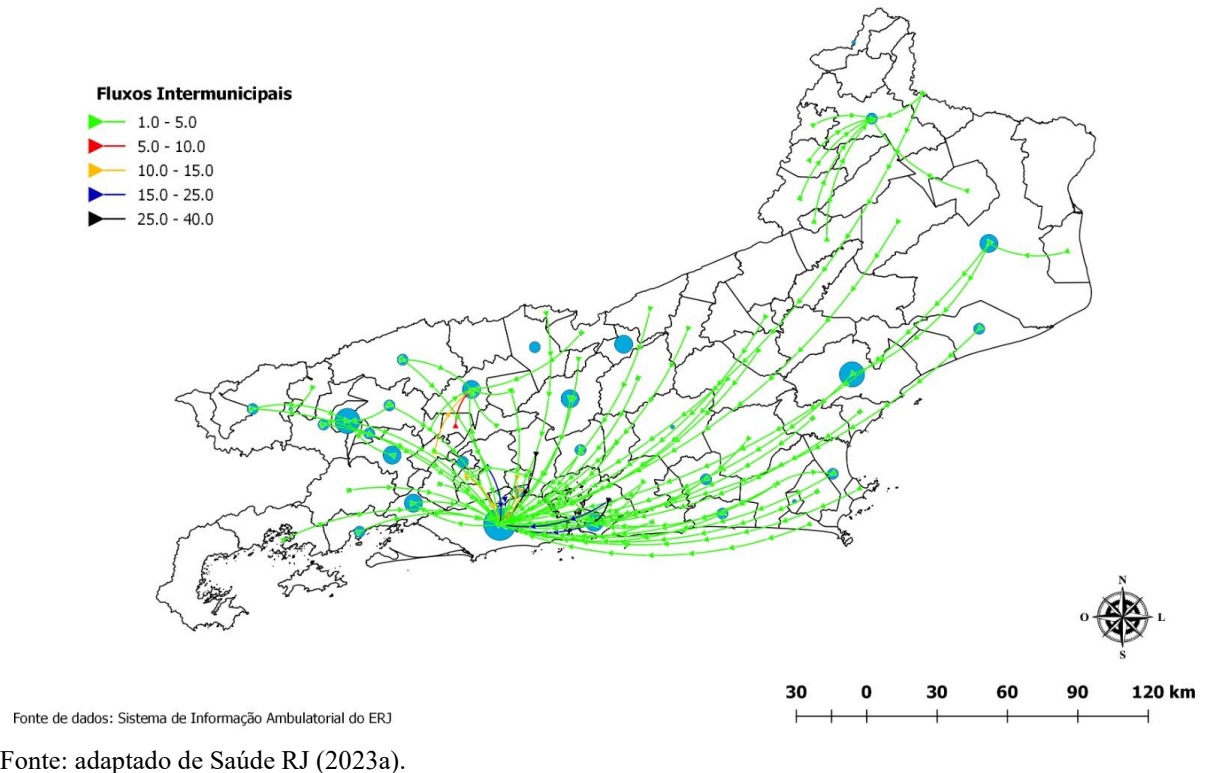 Fluxos Intermunicipais
1.0 - 5.0
5.0 - 10.0
10.0 - 15.0
15.0 - 25.0
25.0 - 40.0
N
O L
S
30 0 30 60 90 120 km
Fonte de dados: Sistema de Informação Ambulatorial do ERJ
Fonte: adaptado de Saúde RJ (2023a).